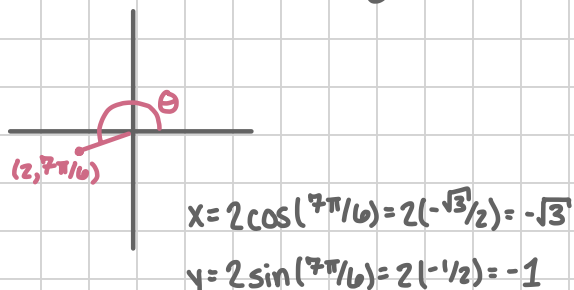 θ
(2, 7π/6)
x = 2cos(7π/6) = 2(-√3/2) = -√3
y = 2sin(7π/6) = 2(-1/2) = -1